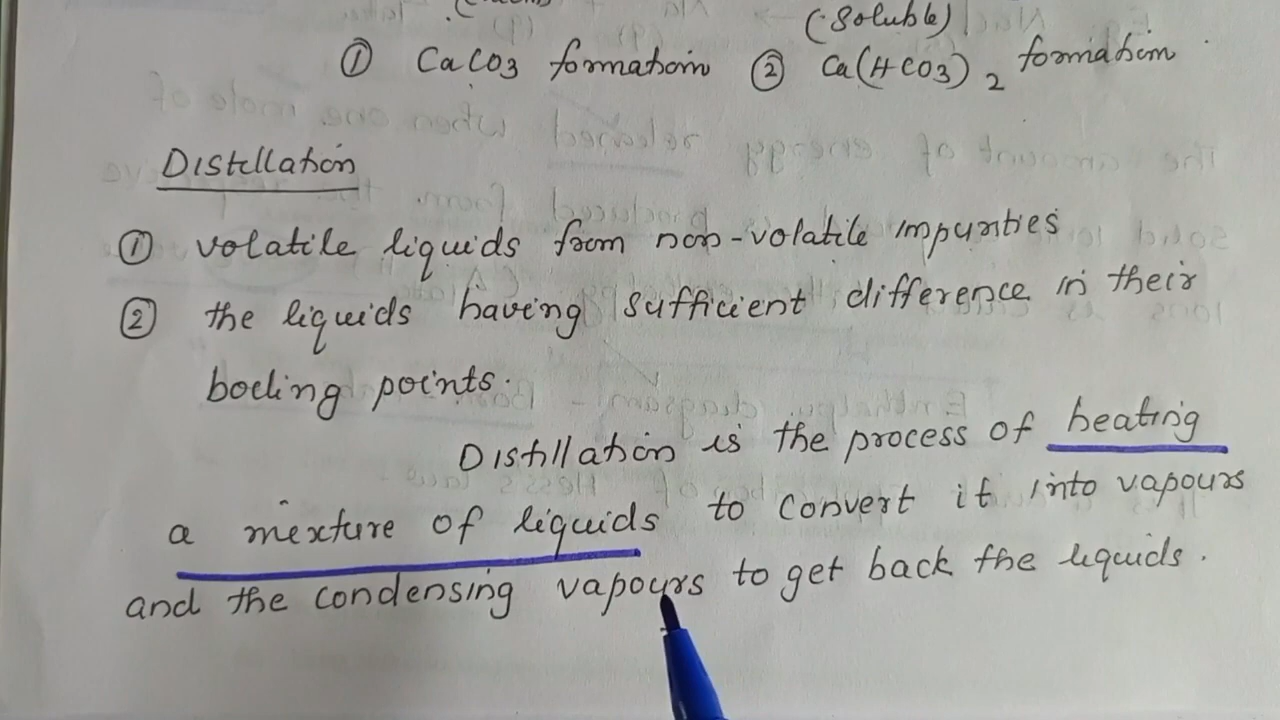 (Soluble)
① CaCO3 formation ② Ca(HCO3)2 formation
Distillation
① volatile liquids from non-volatile impurities
② the liquids having sufficient difference in their
boiling points.
Distillation is the process of heating
a mixture of liquids to convert it into vapours
and the condensing vapours to get back the liquids.